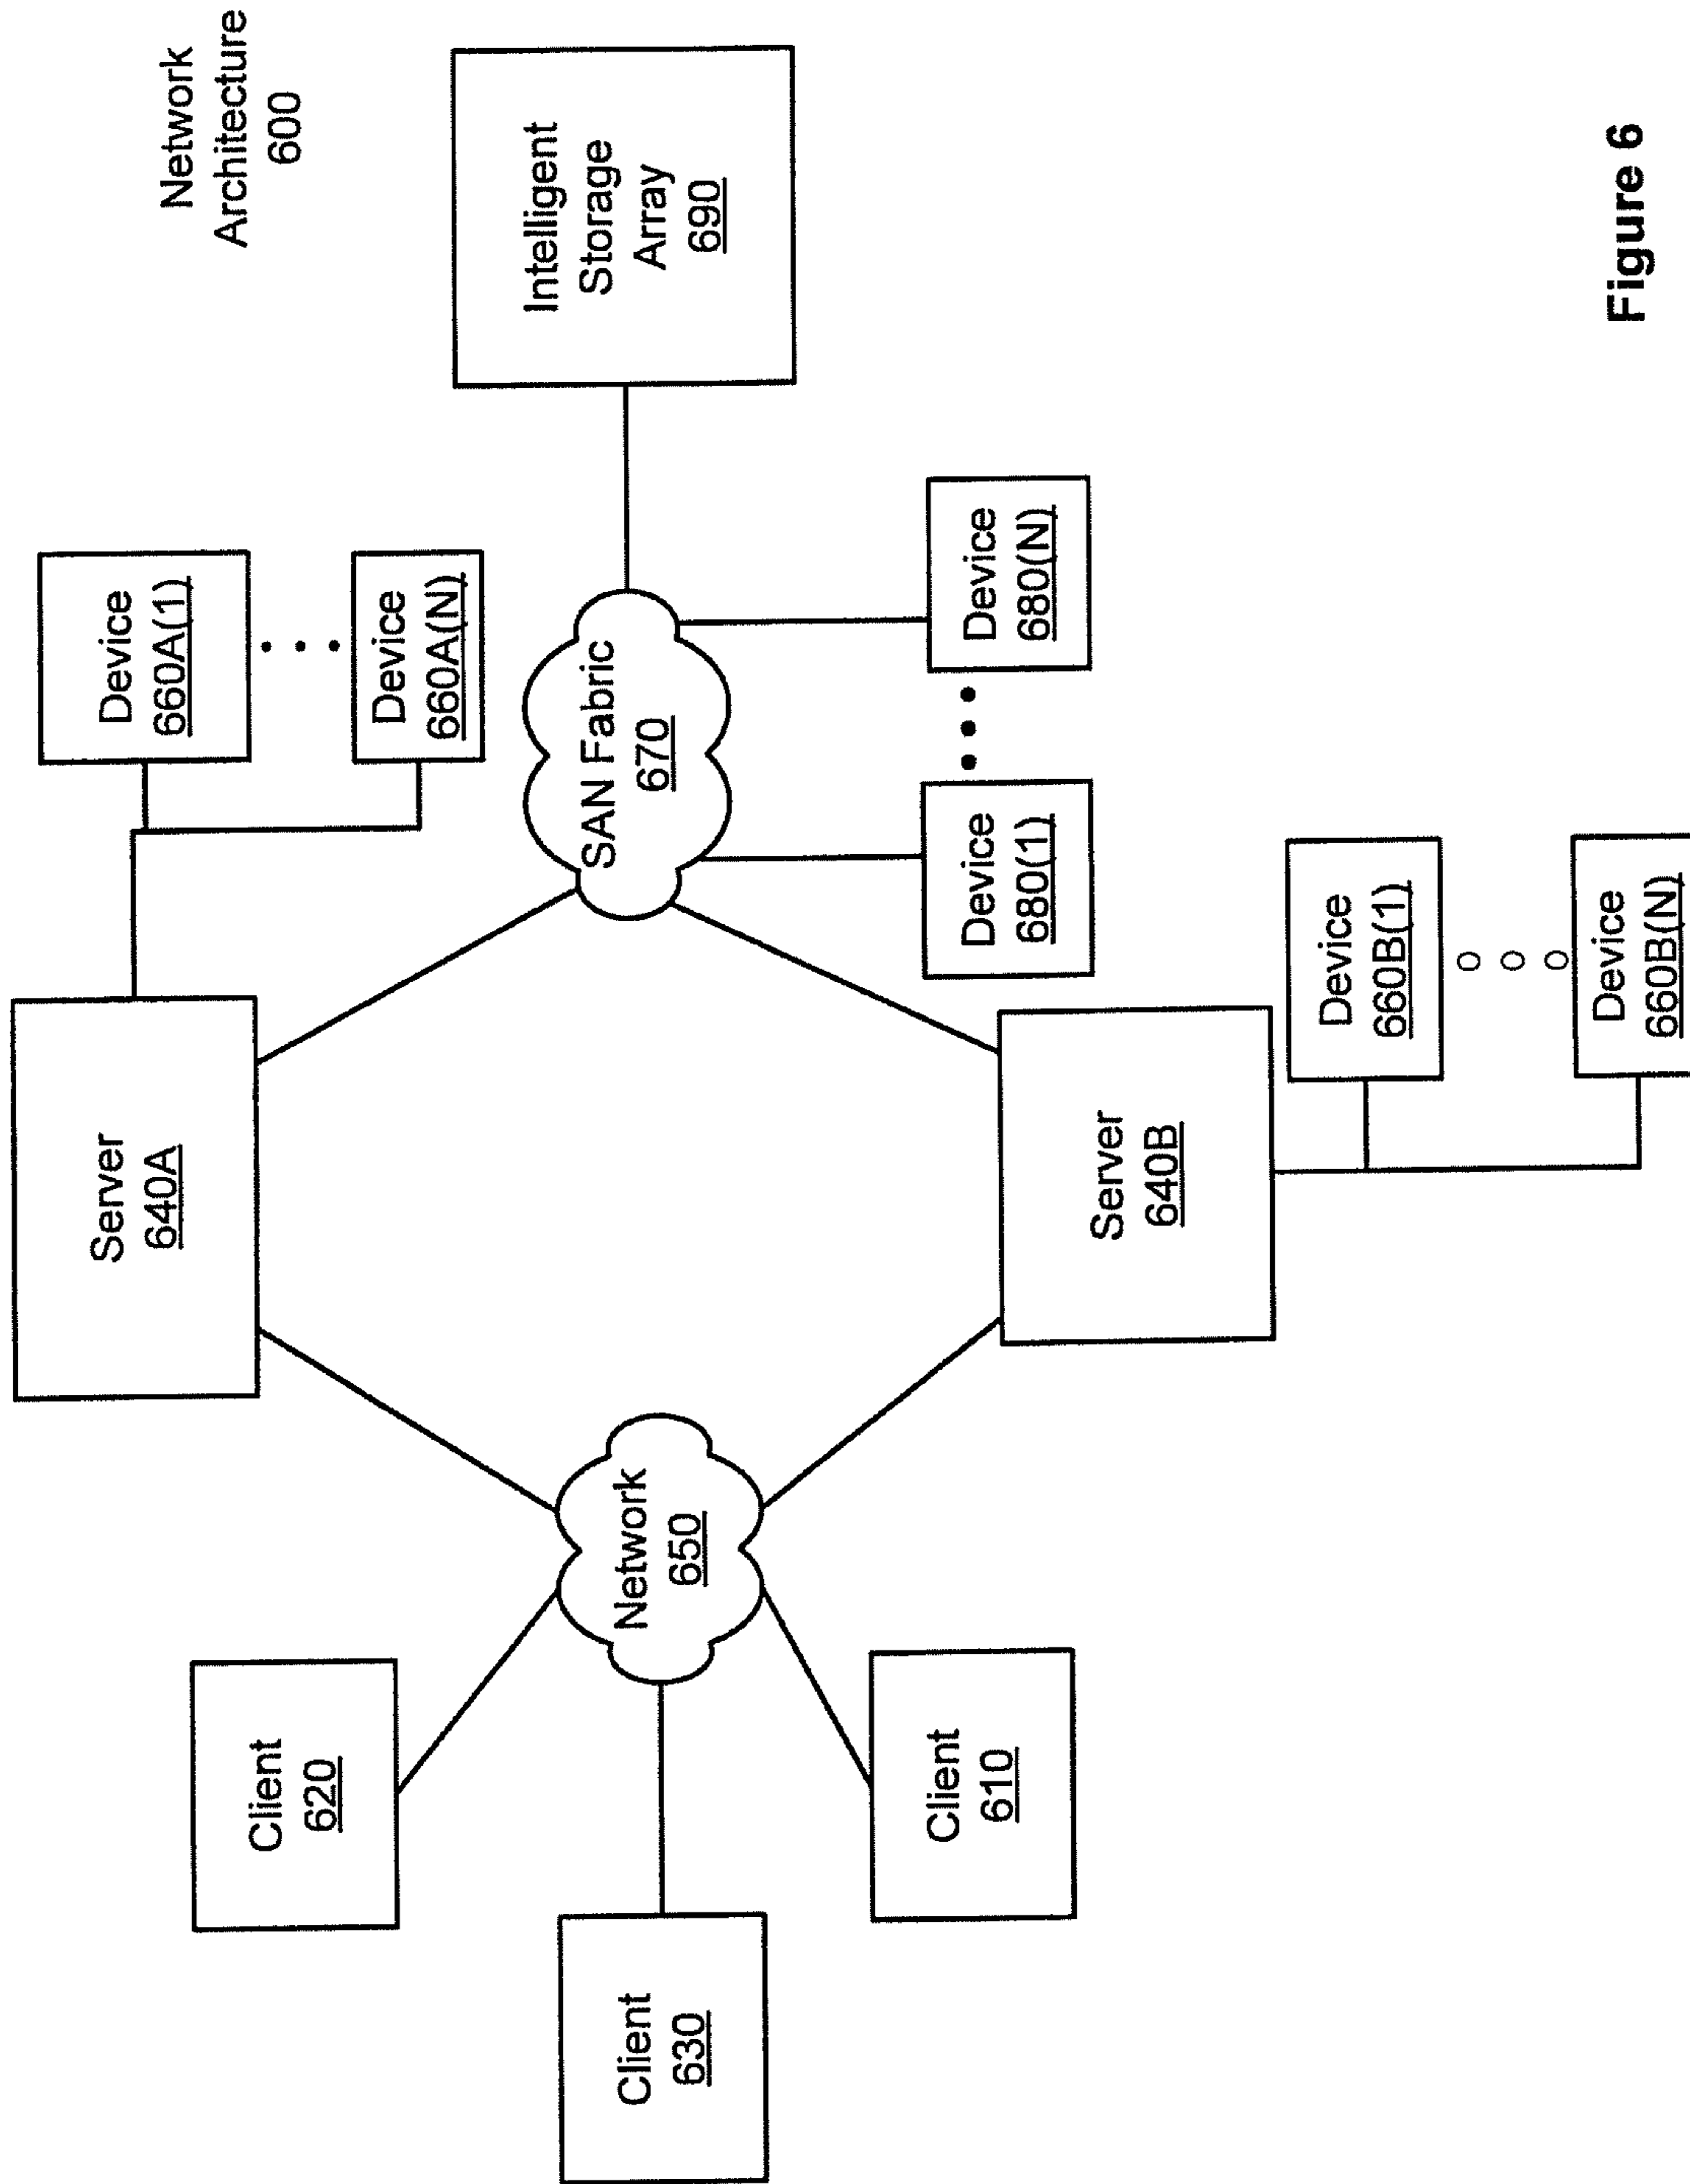 Network
Architecture
600
Client
620
Client
630
Client
610
Network
650
Server
640A
Server
640B
Device
660A(1)
Device
660A(N)
SAN Fabric
670
Intelligent
Storage
Array
690
Device
680(1)
Device
680(N)
Device
660B(1)
Device
660B(N)
Figure 6